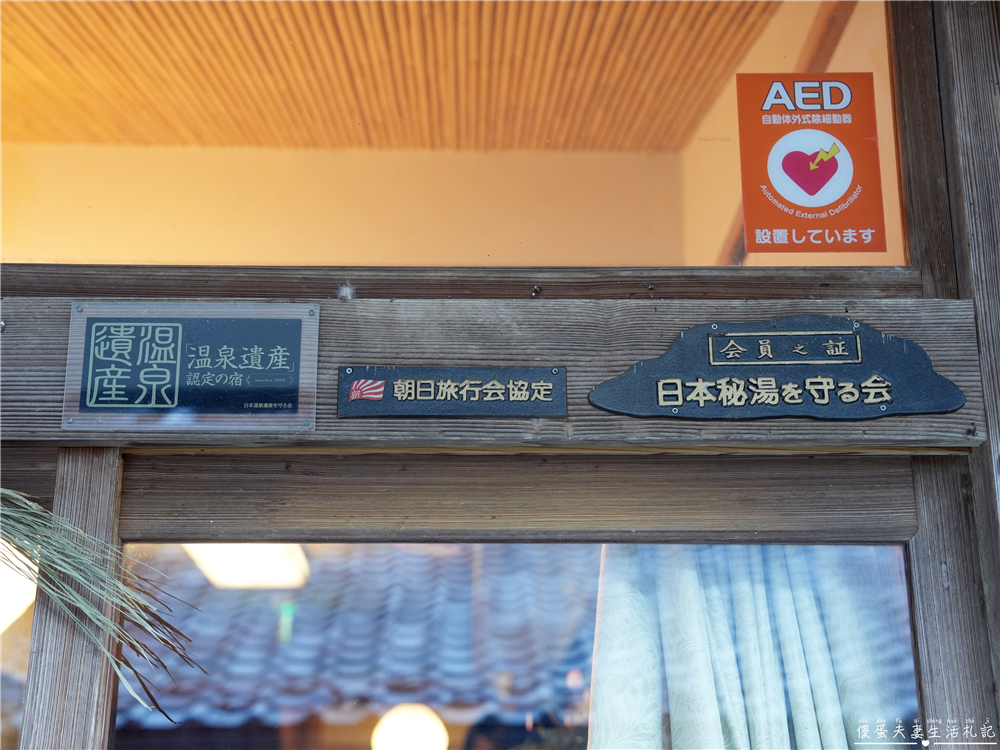 AED
自動体外式除細動器
Automated External Defibrillator
設置しています
温泉
遺産
「温泉遺産」
認定の宿
日本温泉遺産を守る会
朝日旅行会協定
会員之証
日本秘湯を守る会
傻蛋夫妻生活札記